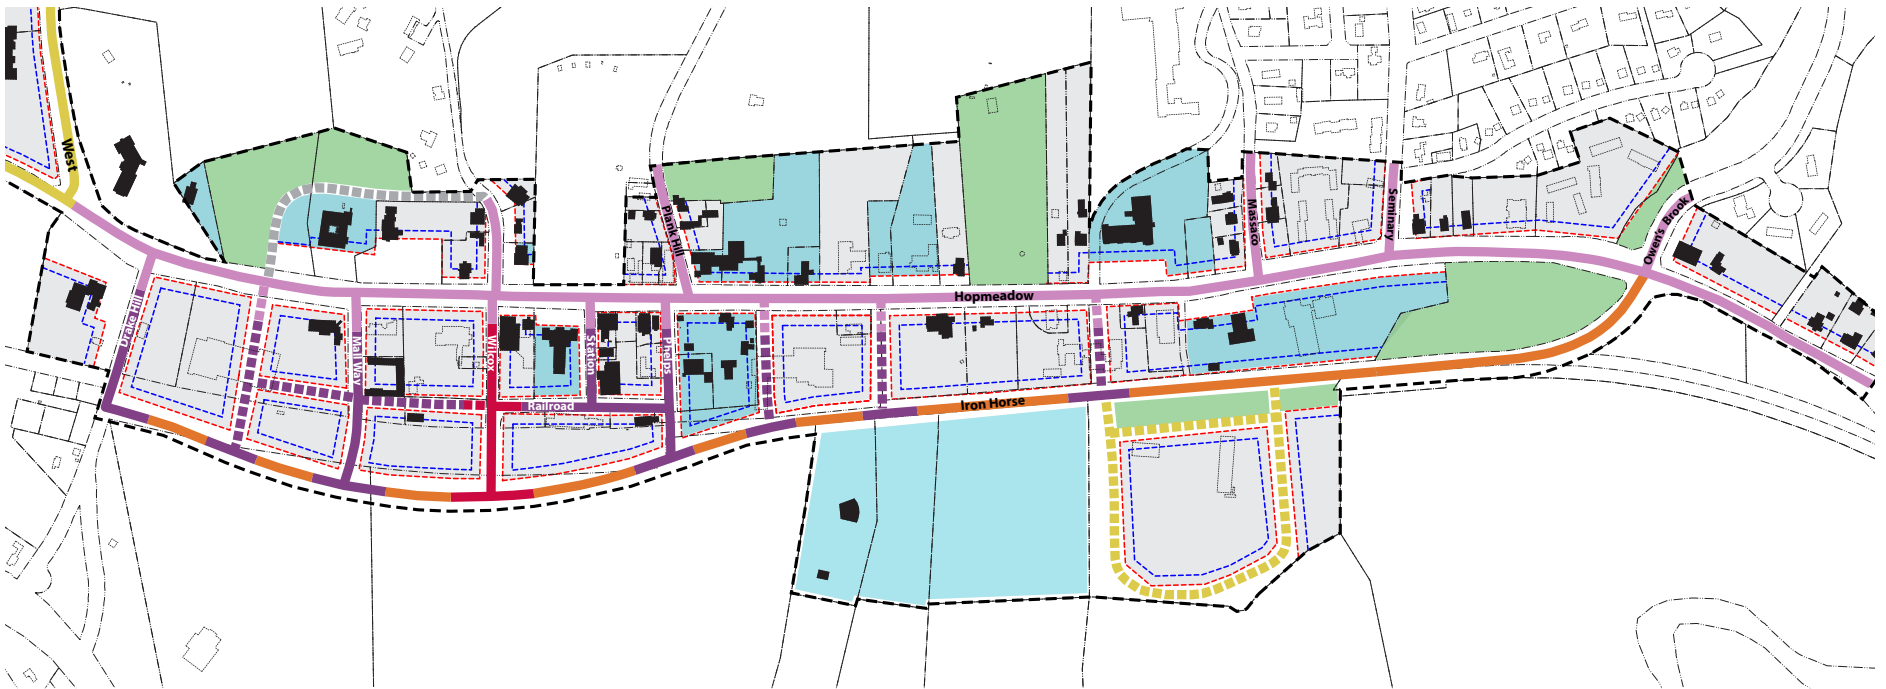 West
Plank Hill
Massaco
Seminary
Owen's Brook
Hopmeadow
Drake Hill
Mall Way
Wilcox
Station
Phelps
Railroad
Iron Horse